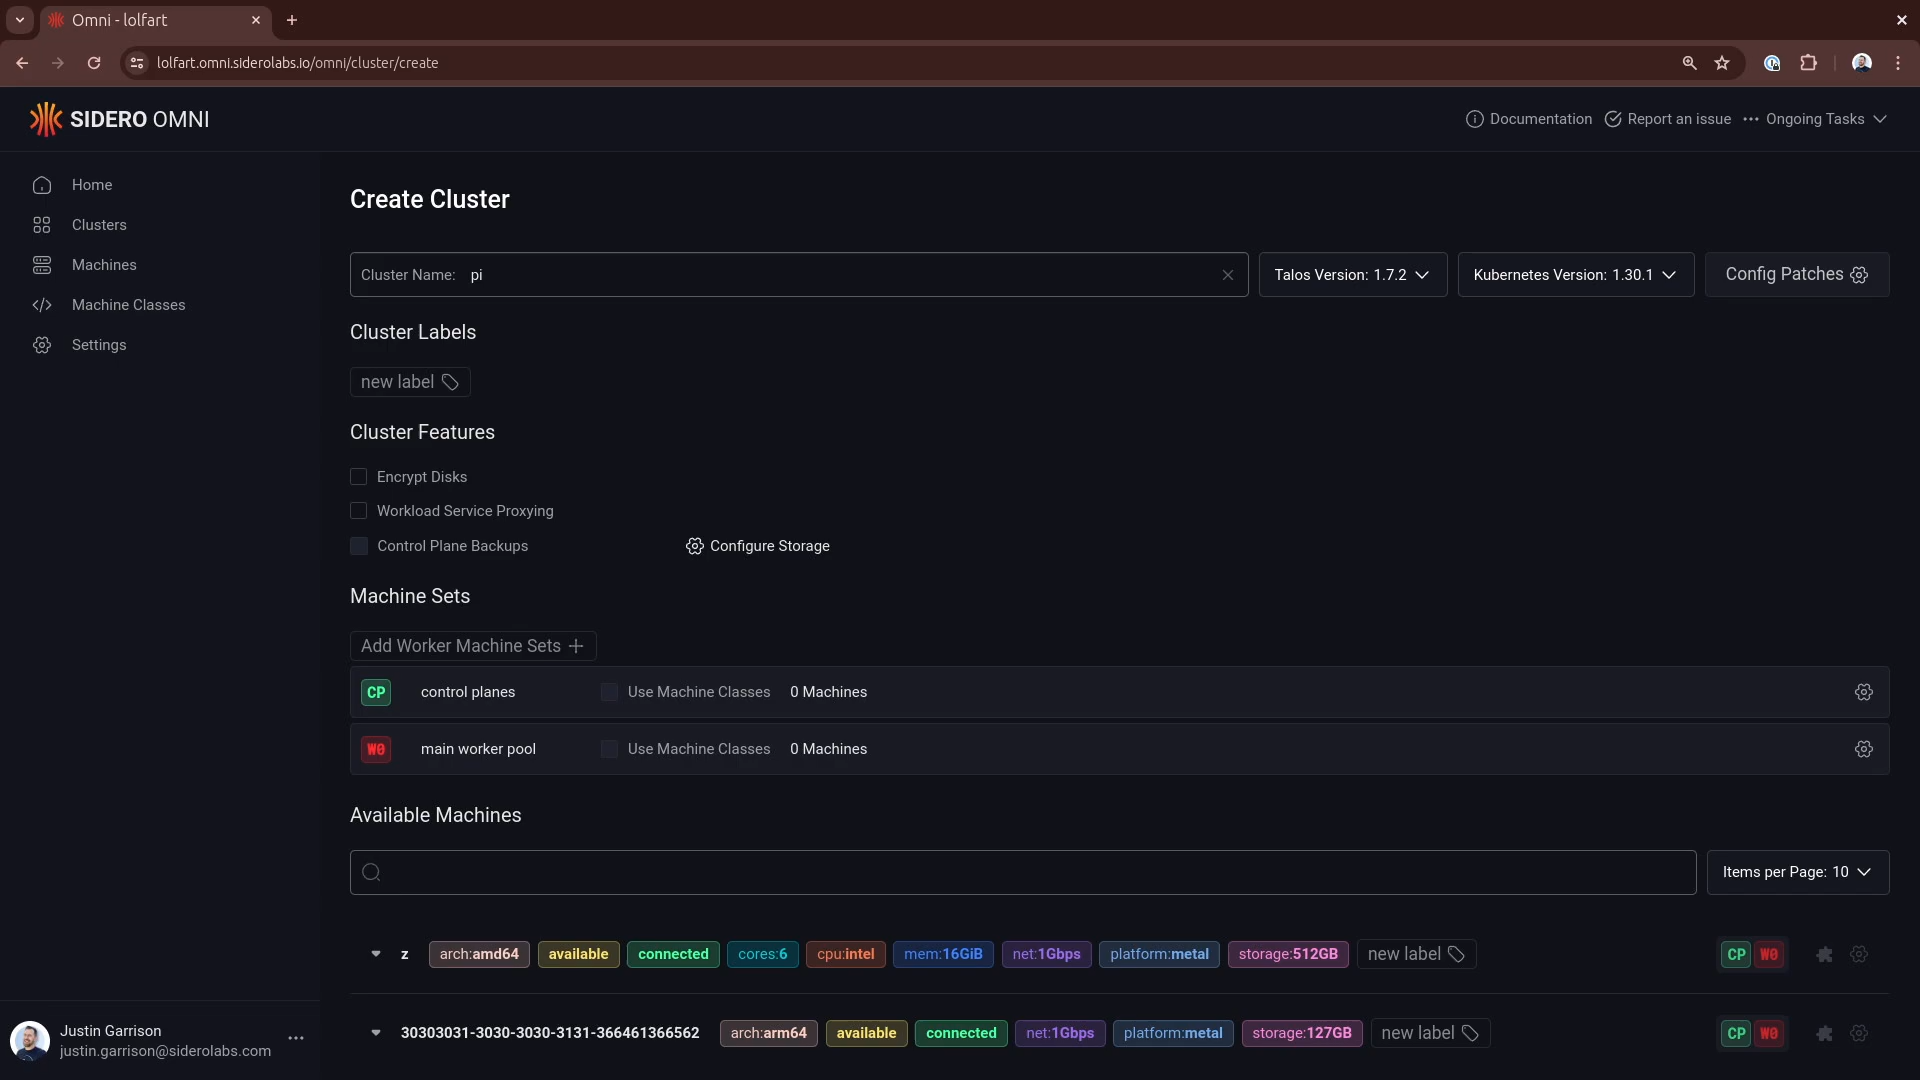 Omni - lolfart
lolfart.omni.siderolabs.io/omni/cluster/create
SIDERO OMNI
Documentation
Report an issue
Ongoing Tasks
Home
Clusters
Machines
Machine Classes
Settings
Create Cluster
Cluster Name: pi
Talos Version: 1.7.2
Kubernetes Version: 1.30.1
Config Patches
Cluster Labels
new label
Cluster Features
Encrypt Disks
Workload Service Proxying
Control Plane Backups
Configure Storage
Machine Sets
Add Worker Machine Sets
CP control planes Use Machine Classes 0 Machines
W0 main worker pool Use Machine Classes 0 Machines
Available Machines
Items per Page: 10
z arch:amd64 available connected cores:6 cpu:intel mem:16GiB net:1Gbps platform:metal storage:512GB new label CP W0
30303031-3030-3030-3131-366461366562 arch:arm64 available connected net:1Gbps platform:metal storage:127GB new label CP W0
Justin Garrison
justin.garrison@siderolabs.com